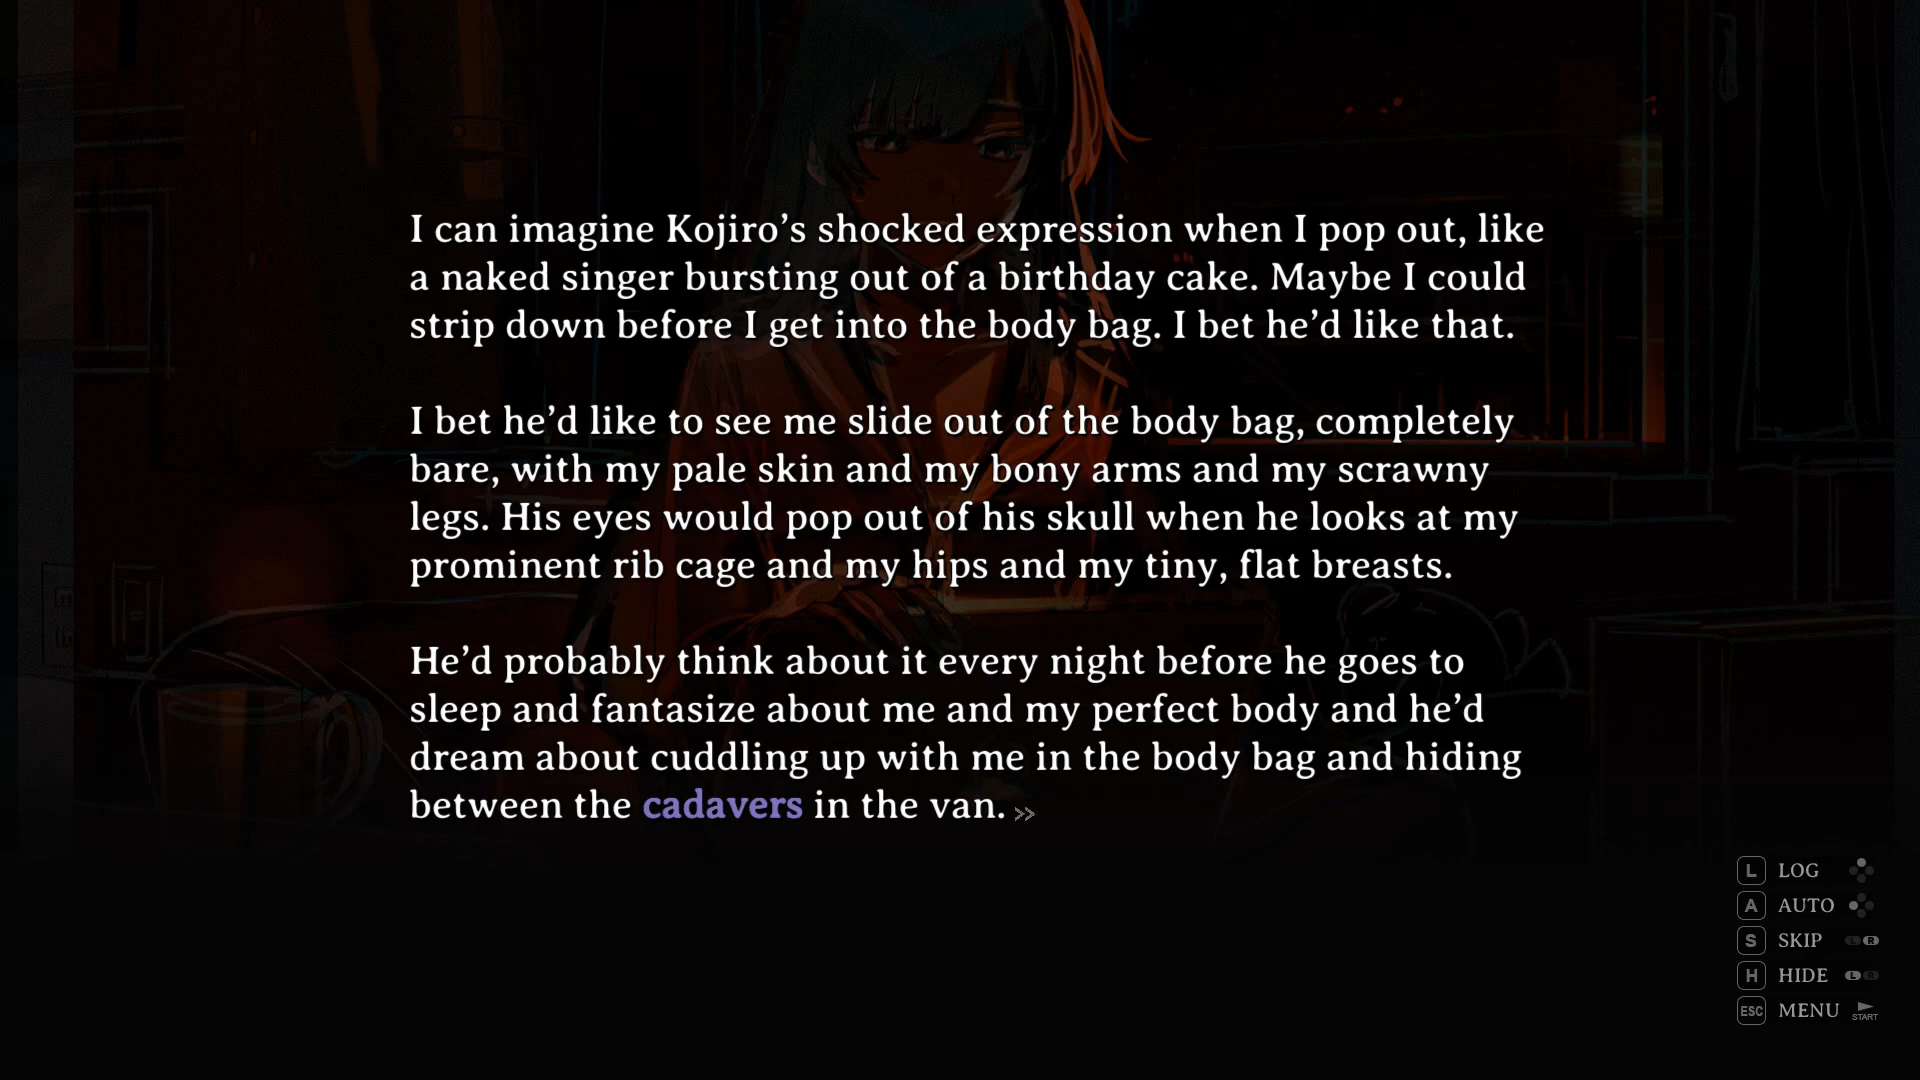 I can imagine Kojiro’s shocked expression when I pop out, like
a naked singer bursting out of a birthday cake. Maybe I could
strip down before I get into the body bag. I bet he’d like that.
I bet he’d like to see me slide out of the body bag, completely
bare, with my pale skin and my bony arms and my scrawny
legs. His eyes would pop out of his skull when he looks at my
prominent rib cage and my hips and my tiny, flat breasts.
He’d probably think about it every night before he goes to
sleep and fantasize about me and my perfect body and he’d
dream about cuddling up with me in the body bag and hiding
between the cadavers in the van.
L LOG
A AUTO
S SKIP L R
H HIDE L R
ESC MENU START